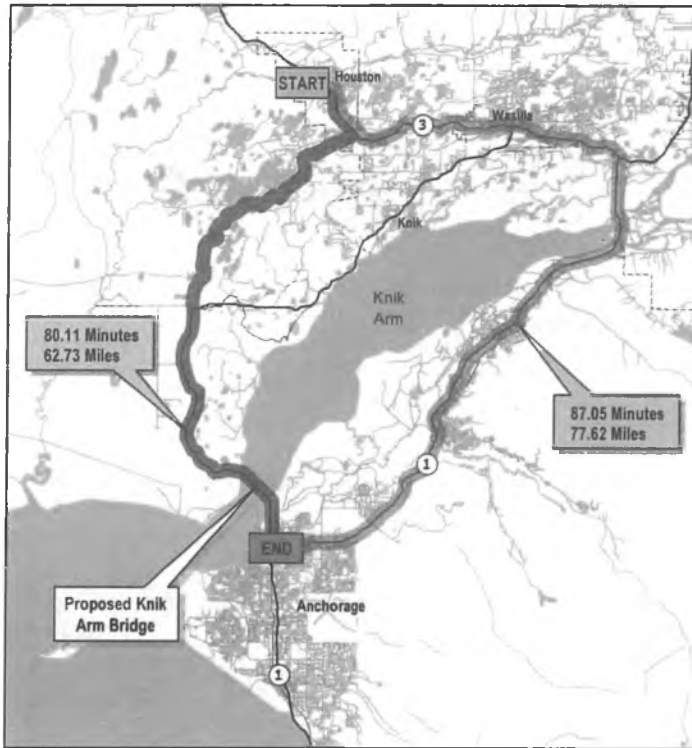 START
Houston
3
Wasilla
Knik
Knik
Arm
80.11 Minutes
62.73 Miles
87.05 Minutes
77.62 Miles
1
END
Proposed Knik
Arm Bridge
Anchorage
1